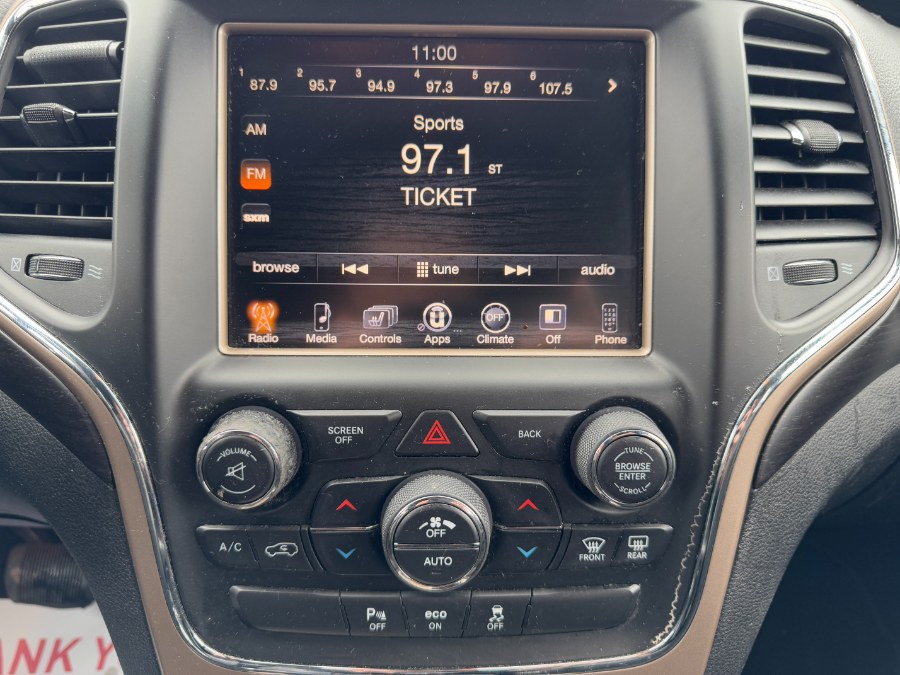 11:00
1 87.9 2 95.7 3 94.9 4 97.3 5 97.9 6 107.5
Sports
AM
97.1 ST
FM
TICKET
sxm
browse tune audio
OFF
Radio Media Controls Apps Climate Off Phone
SCREEN OFF
BACK
VOLUME
TUNE
BROWSE
ENTER
SCROLL
OFF
AUTO
A/C
FRONT REAR
P OFF
eco ON
OFF
ANK Y